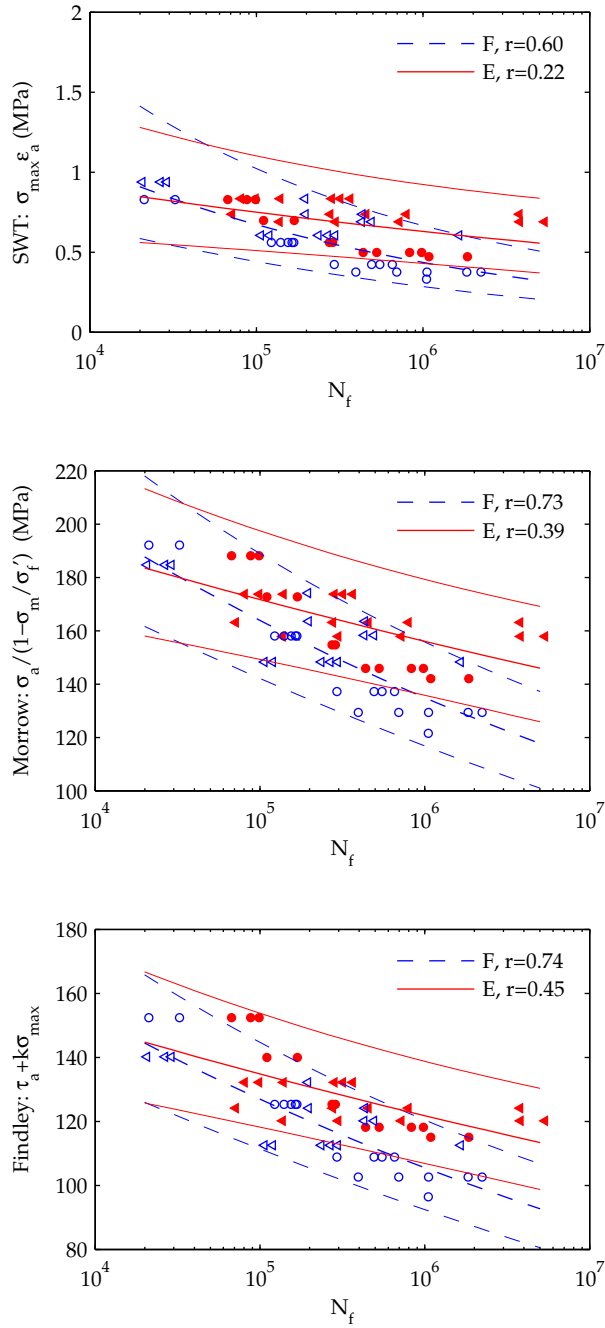 2
1.5
1
0.5
0
SWT: σmax εa (MPa)
F, r=0.60
E, r=0.22
10^4 10^5 10^6 10^7
Nf
220
200
180
160
140
120
100
Morrow: σa/(1−σm/σf′) (MPa)
F, r=0.73
E, r=0.39
10^4 10^5 10^6 10^7
Nf
180
160
140
120
100
80
Findley: τa+kσmax
F, r=0.74
E, r=0.45
10^4 10^5 10^6 10^7
Nf